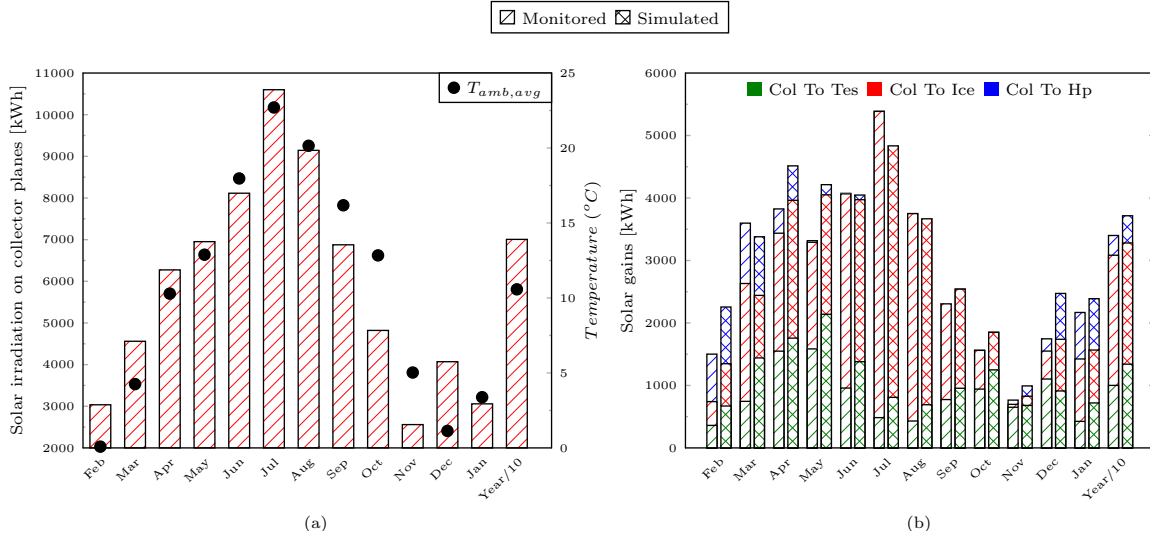 Monitored Simulated
Solar irradiation on collector planes [kWh]
11000
10000
9000
8000
7000
6000
5000
4000
3000
2000
Feb Mar Apr May Jun Jul Aug Sep Oct Nov Dec Jan Year/10
T_{amb,avg}
25
20
15
10
5
0
Temperature (°C)
(a)
Solar gains [kWh]
6000
5000
4000
3000
2000
1000
0
Col To Tes Col To Ice Col To Hp
Feb Mar Apr May Jun Jul Aug Sep Oct Nov Dec Jan Year/10
(b)